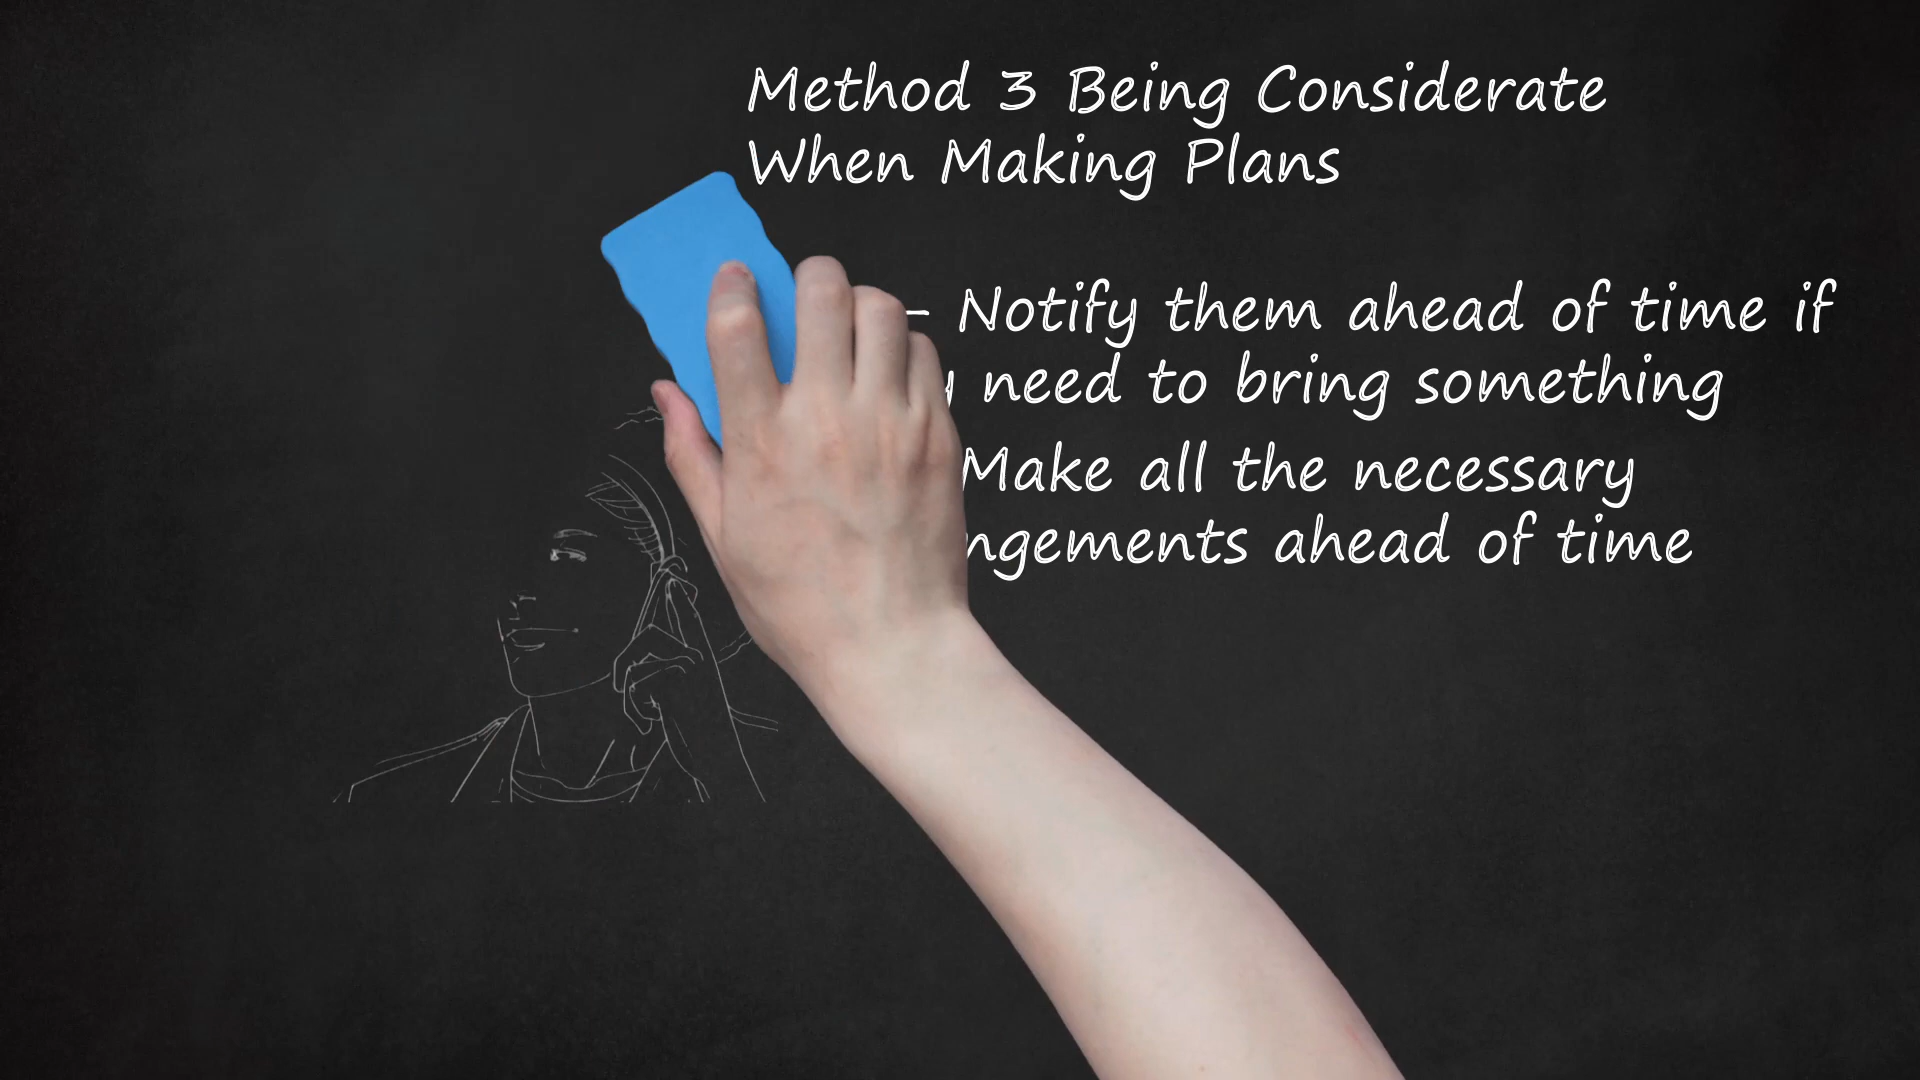 Method 3 Being Considerate
When Making Plans
- Notify them ahead of time if
need to bring something
Make all the necessary
ahead of time